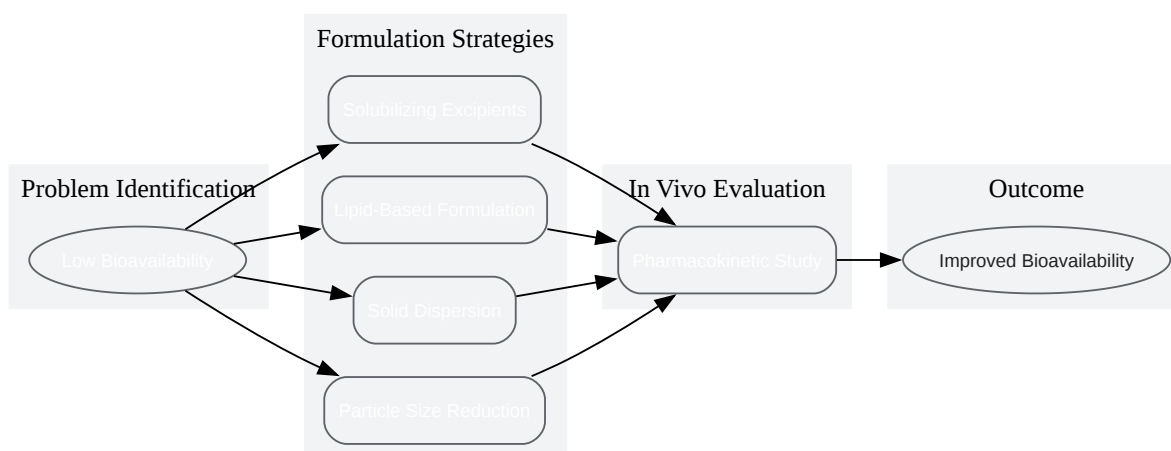 Formulation Strategies
Solubilizing Excipients
Problem Identification
Lipid-Based Formulation
In Vivo Evaluation
Outcome
Low Bioavailability
Pharmacokinetic Study
Improved Bioavailability
Solid Dispersion
Particle Size Reduction